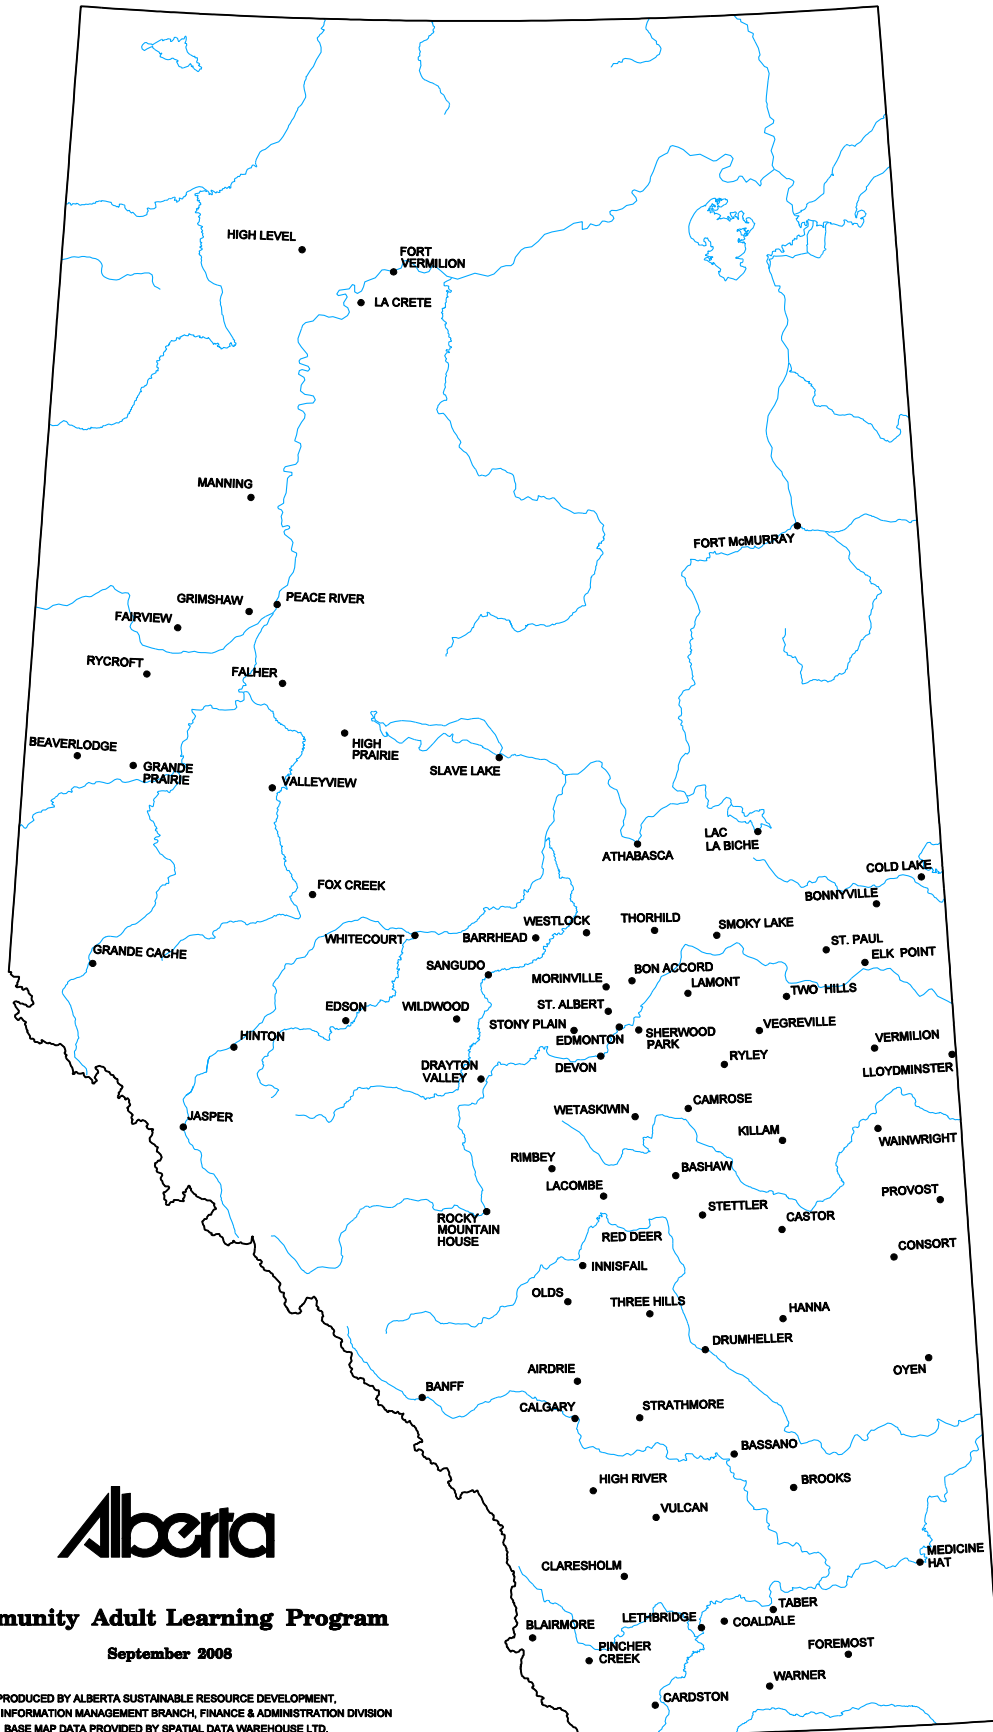 HIGH LEVEL
FORT
VERMILION
LA CRETE
MANNING
FORT McMURRAY
GRIMSHAW
PEACE RIVER
FAIRVIEW
RYCROFT
FALHER
BEAVERLODGE
HIGH
PRAIRIE
GRANDE
PRAIRIE
SLAVE LAKE
VALLEYVIEW
LAC
LA BICHE
ATHABASCA
COLD LAKE
FOX CREEK
BONNYVILLE
WESTLOCK
THORHILD
SMOKY LAKE
WHITECOURT
BARRHEAD
ST. PAUL
GRANDE CACHE
ELK POINT
SANGUDO
BON ACCORD
MORINVILLE
LAMONT
TWO HILLS
EDSON
WILDWOOD
ST. ALBERT
STONY PLAIN
EDMONTON
SHERWOOD
PARK
VEGREVILLE
HINTON
VERMILION
DRAYTON
VALLEY
DEVON
RYLEY
LLOYDMINSTER
JASPER
WETASKIWIN
CAMROSE
KILLAM
WAINWRIGHT
RIMBEY
BASHAW
LACOMBE
PROVOST
STETTLER
ROCKY
MOUNTAIN
HOUSE
CASTOR
RED DEER
CONSORT
INNISFAIL
OLDS
THREE HILLS
HANNA
DRUMHELLER
AIRDRIE
OYEN
BANFF
CALGARY
STRATHMORE
BASSANO
HIGH RIVER
BROOKS
VULCAN
MEDICINE
HAT
CLARESHOLM
TABER
LETHBRIDGE
COALDALE
BLAIRMORE
PINCHER
CREEK
FOREMOST
WARNER
CARDSTON
Alberta
munity Adult Learning Program
September 2008
PRODUCED BY ALBERTA SUSTAINABLE RESOURCE DEVELOPMENT,
INFORMATION MANAGEMENT BRANCH, FINANCE & ADMINISTRATION DIVISION
BASE MAP DATA PROVIDED BY SPATIAL DATA WAREHOUSE LTD.